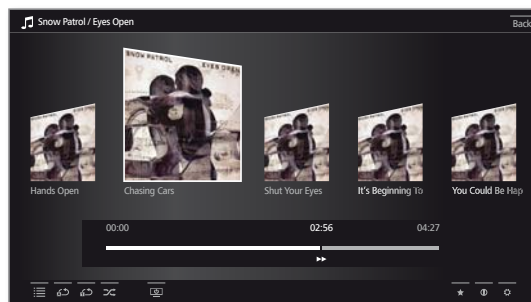 Snow Patrol / Eyes Open
Back
SNOW PATROL EYES OPEN
Hands Open
Chasing Cars
Shut Your Eyes
It's Beginning To
You Could Be Hap
00:00 02:56 04:27